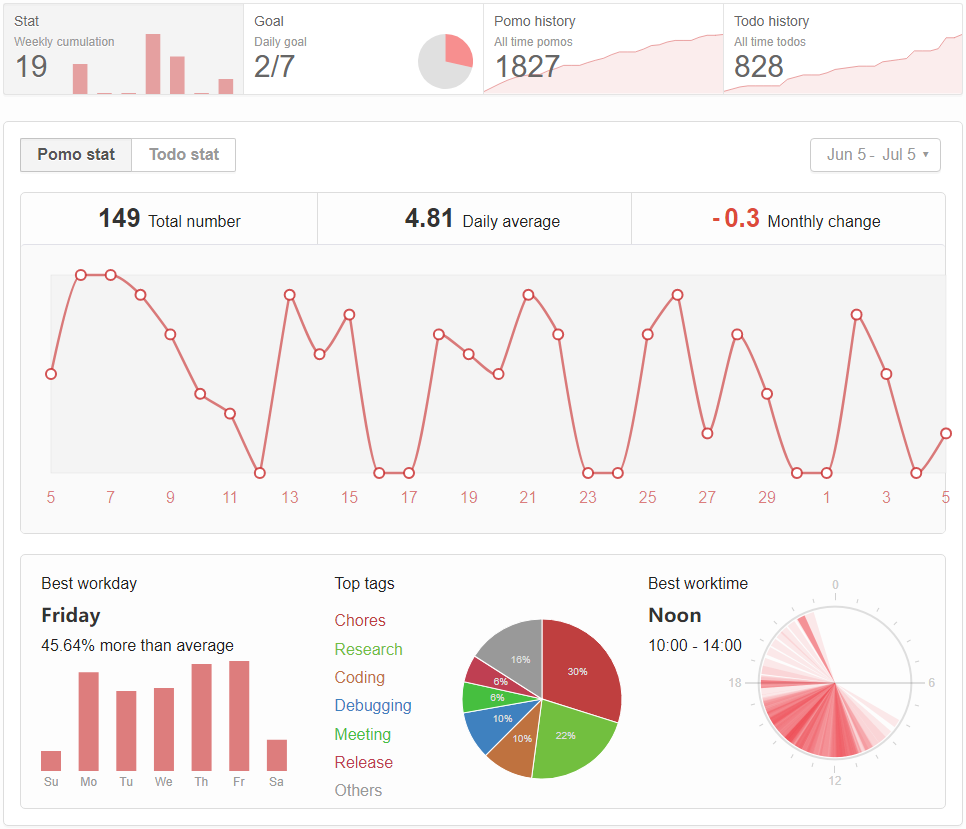 Stat
Weekly cumulation
19
Goal
Daily goal
2/7
Pomo history
All time pomos
1827
Todo history
All time todos
828
Pomo stat Todo stat
Jun 5 - Jul 5 ▾
149 Total number
4.81 Daily average
- 0.3 Monthly change
5 7 9 11 13 15 17 19 21 23 25 27 29 1 3 5
Best workday
Friday
45.64% more than average
Su Mo Tu We Th Fr Sa
Top tags
Chores
Research
Coding
Debugging
Meeting
Release
Others
30%
22%
10%
10%
6%
6%
16%
Best worktime
Noon
10:00 - 14:00
0
6
12
18